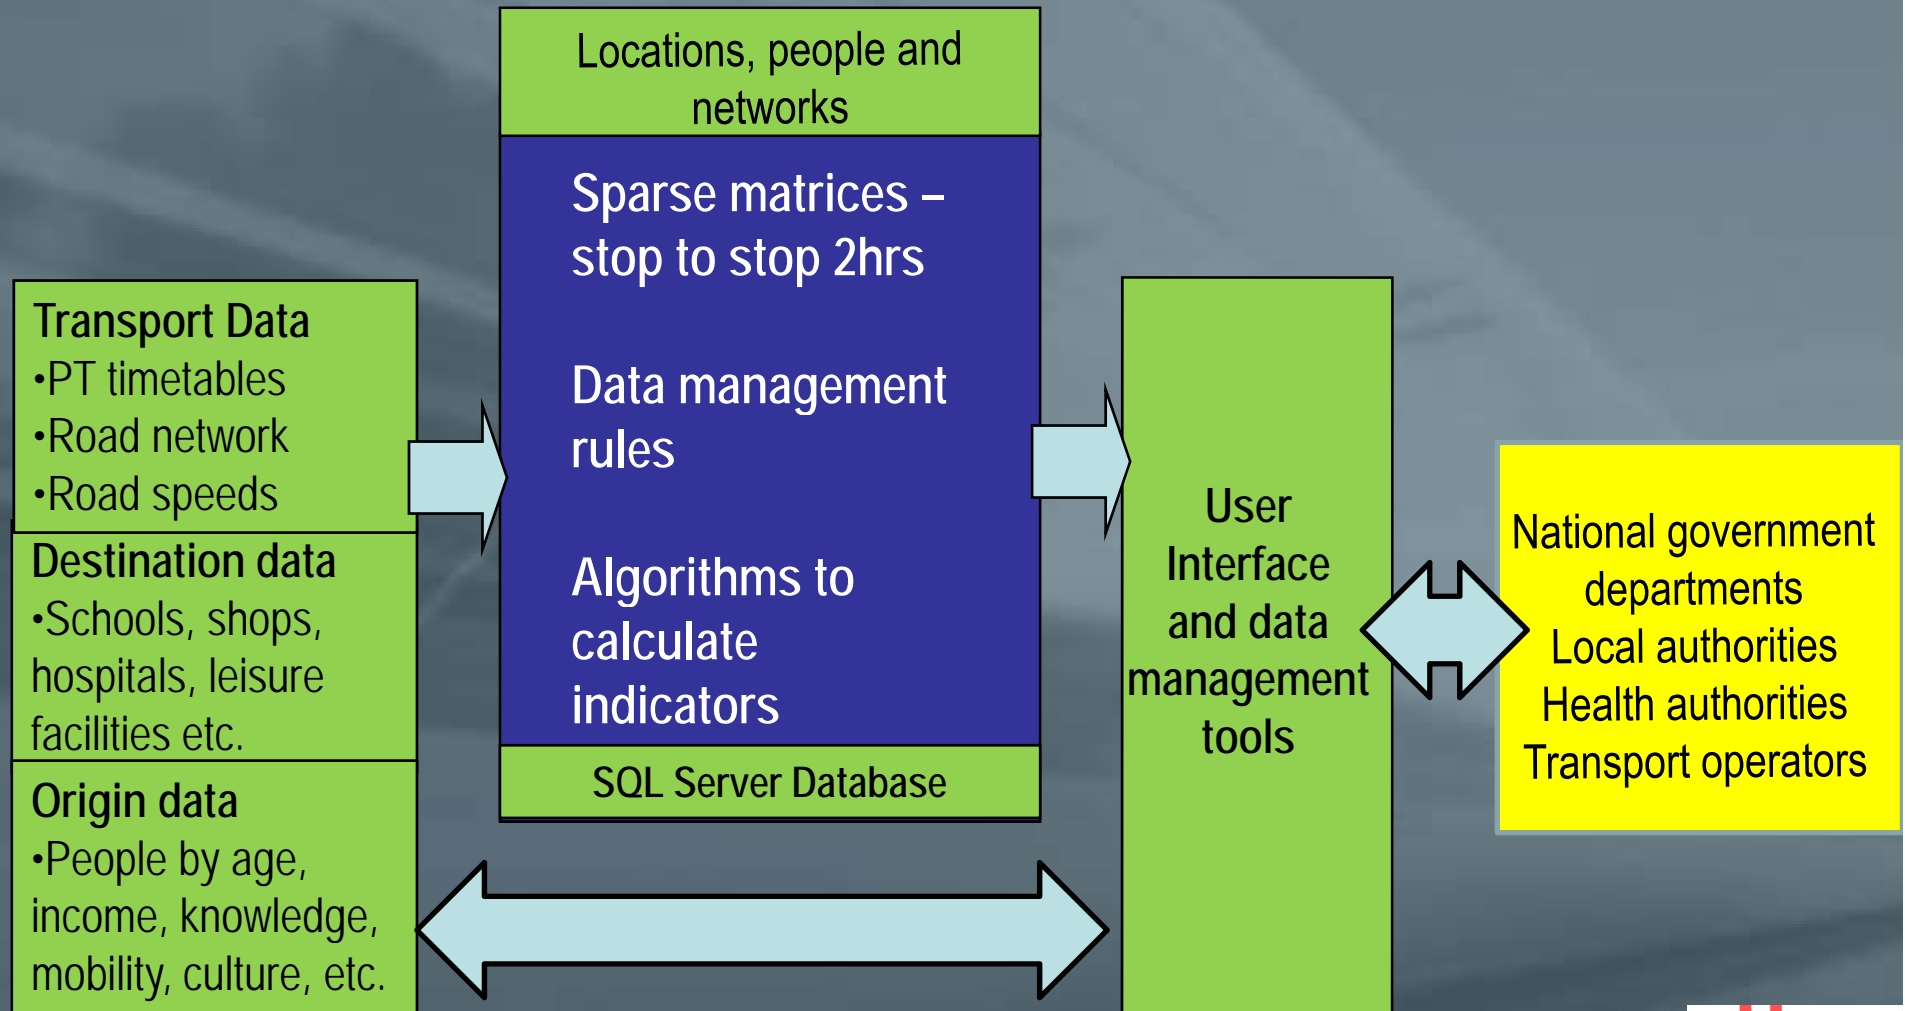 Locations, people and
networks
Sparse matrices –
stop to stop 2hrs
Data management
rules
Algorithms to
calculate
indicators
SQL Server Database
Transport Data
•PT timetables
•Road network
•Road speeds
Destination data
•Schools, shops,
hospitals, leisure
facilities etc.
Origin data
•People by age,
income, knowledge,
mobility, culture, etc.
User
Interface
and data
management
tools
National government
departments
Local authorities
Health authorities
Transport operators